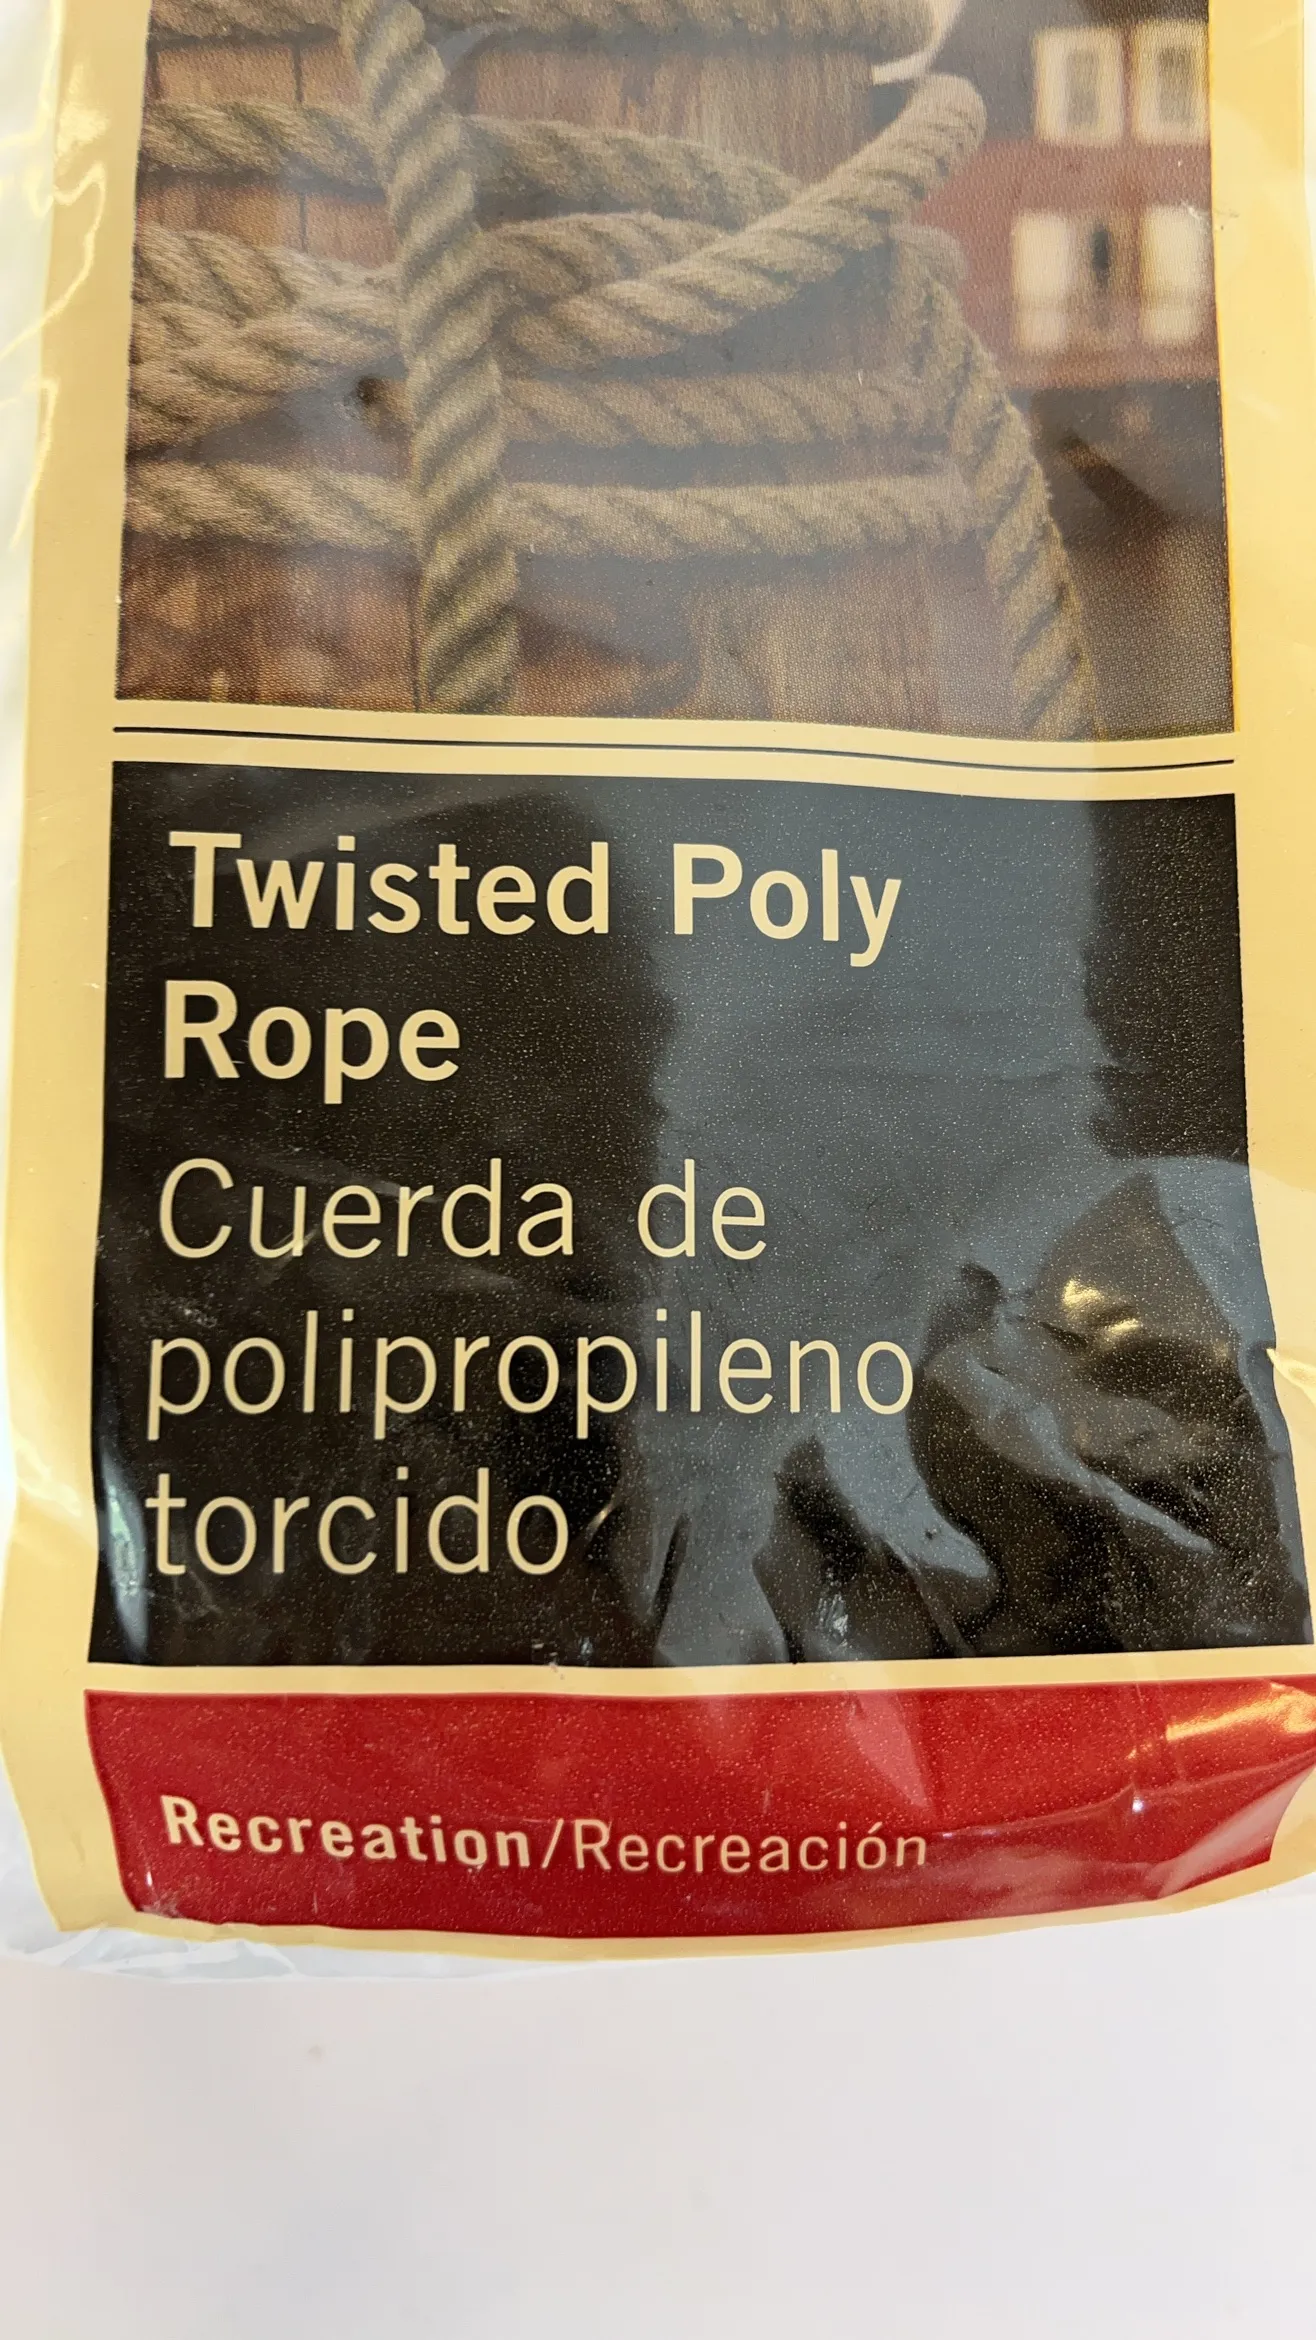 Twisted Poly
Rope
Cuerda de
polipropileno
torcido
Recreation/Recreación